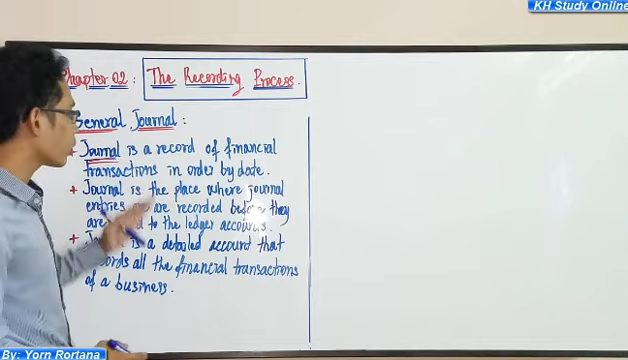 KH Study Online
Chapter 02 : The Recording Process.
General Journal :
+ Journal is a record of financial
transactions in order by date.
+ Journal is the place where journal
entries are recorded before they
are to the ledger accounts.
+ is a detailed account that
all the financial transactions
of a business.
By: Yorn Rortana